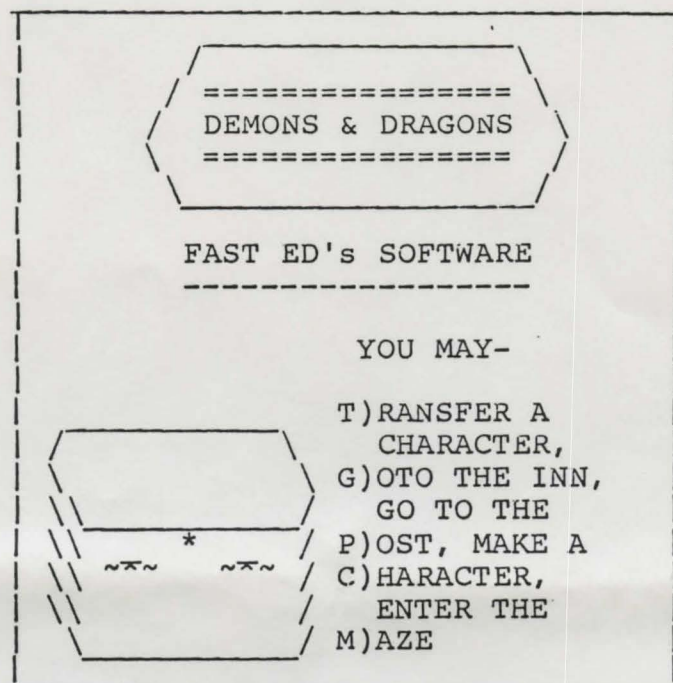 ================
DEMONS & DRAGONS
================
FAST ED's SOFTWARE
------------------
YOU MAY-
T)RANSFER A
CHARACTER,
G)OTO THE INN,
GO TO THE
P)OST, MAKE A
C)HARACTER,
ENTER THE
M)AZE